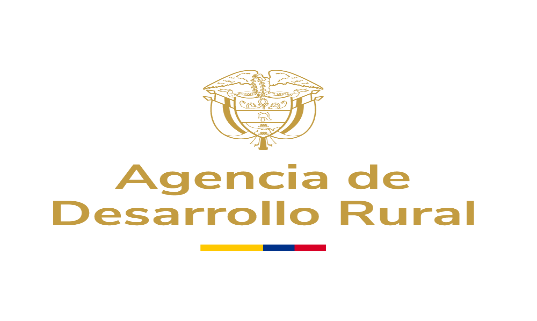 Agencia de
Desarrollo Rural